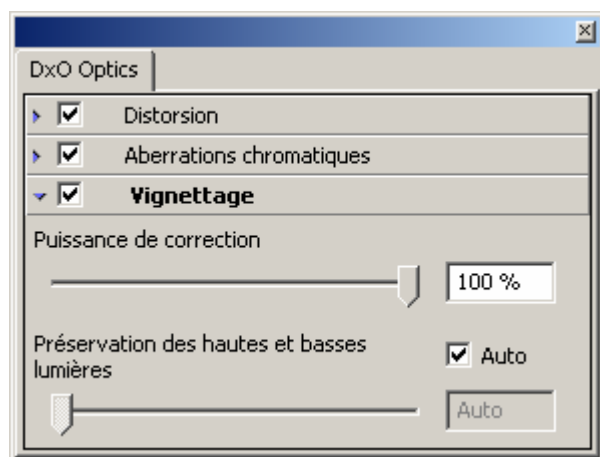 DxO Optics
Distorsion
Aberrations chromatiques
Vignettage
Puissance de correction
100 %
Préservation des hautes et basses
lumières
Auto
Auto